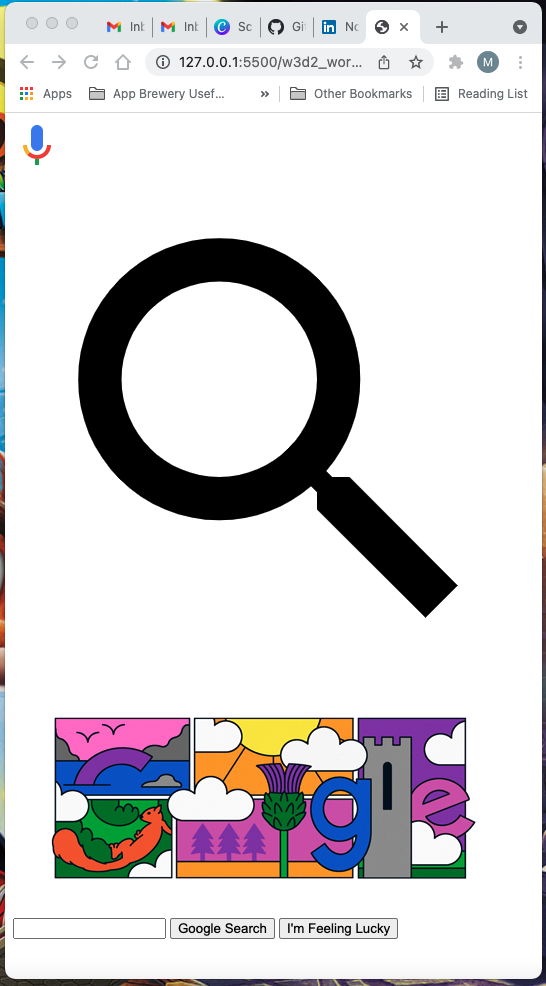 Inb
Inb
Sc
Gi
No
127.0.0.1:5500/w3d2_wor...
M
Apps
App Brewery Usef...
»
Other Bookmarks
Reading List
Google Search
I'm Feeling Lucky